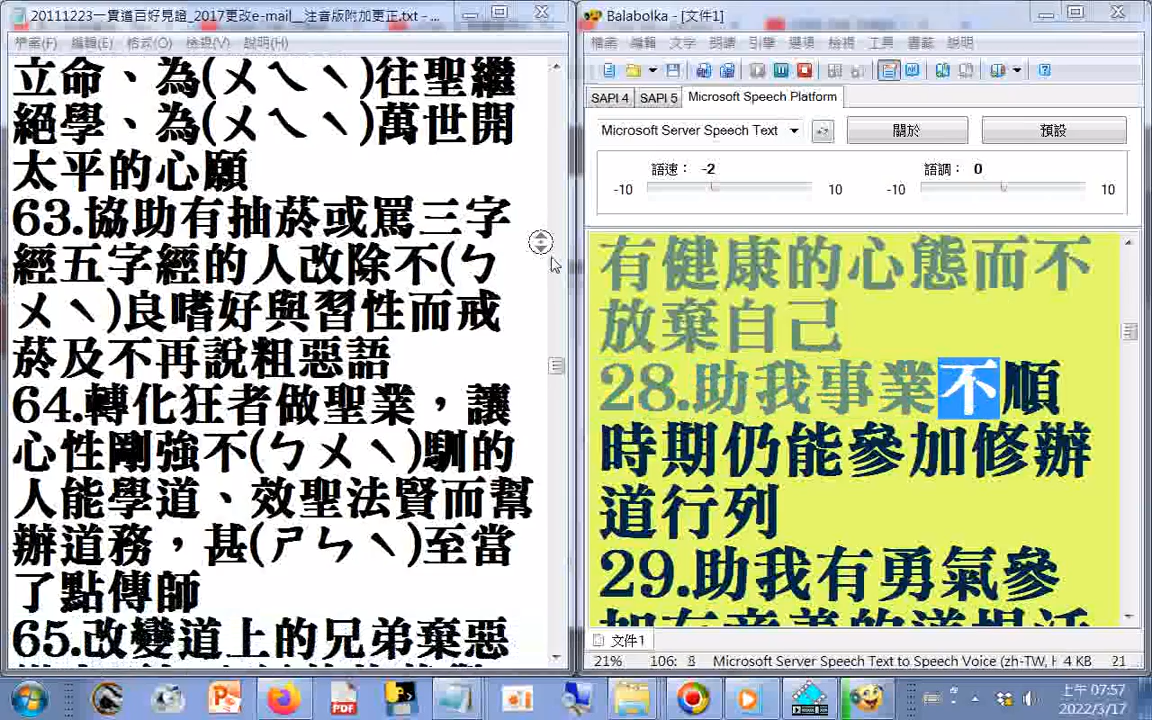 20111223一貫道百好見證_2017更改e-mail__注音版附加更正.txt - ...
檔案(F) 編輯(E) 格式(O) 檢視(V) 說明(H)
立命、為(ㄨㄟˋ)往聖繼
絕學、為(ㄨㄟˋ)萬世開
太平的心願
63.協助有抽菸或罵三字
經五字經的人改除不(ㄅ
ㄨˋ)良嗜好與習性而戒
菸及不再說粗惡語
64.轉化狂者做聖業，讓
心性剛強不(ㄅㄨˋ)馴的
人能學道、效聖法賢而幫
辦道務，甚(ㄕㄣˋ)至當
了點傳師
65.改變道上的兄弟棄惡
Balabolka - [文件1]
檔案 編輯 文字 朗讀 引擎 選項 檢視 工具 書籤 說明
SAPI 4 SAPI 5 Microsoft Speech Platform
Microsoft Server Speech Text 關於 預設
語速： -2 語調： 0
-10 10 -10 10
有健康的心態而不
放棄自己
28.助我事業不順
時期仍能參加修辦
道行列
29.助我有勇氣參
文件1
21% 106: 8 Microsoft Server Speech Text to Speech Voice (zh-TW, H 4 KB 21
上午 07:57
2022/3/17